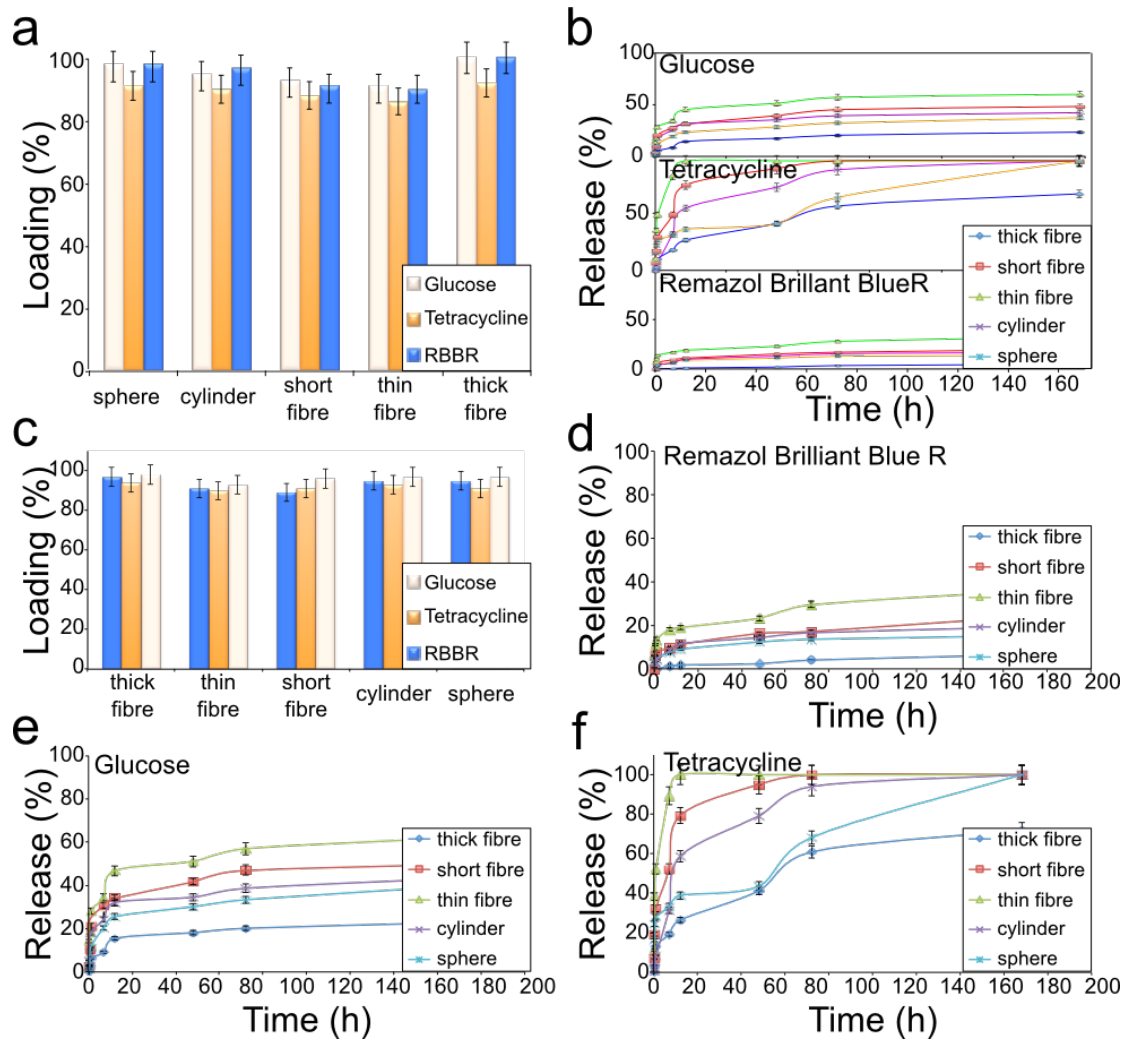 a
Loading (%)
100
80
60
40
20
0
Glucose
Tetracycline
RBBR
sphere
cylinder
short
fibre
thin
fibre
thick
fibre
b
Release (%)
100
Glucose
50
0
Tetracycline
50
0
Remazol Brillant BlueR
50
0
0 20 40 60 80 100 120 140 160
Time (h)
thick fibre
short fibre
thin fibre
cylinder
sphere
c
Loading (%)
100
80
60
40
20
0
Glucose
Tetracycline
RBBR
thick
fibre
thin
fibre
short
fibre
cylinder
sphere
d
Remazol Brilliant Blue R
Release (%)
100
80
60
40
20
0
0 20 40 60 80 100 120 140 160 180 200
Time (h)
thick fibre
short fibre
thin fibre
cylinder
sphere
e
Glucose
Release (%)
100
80
60
40
20
0
0 20 40 60 80 100 120 140 160 180 200
Time (h)
thick fibre
short fibre
thin fibre
cylinder
sphere
f
Tetracycline
Release (%)
100
80
60
40
20
0
0 20 40 60 80 100 120 140 160 180 200
Time (h)
thick fibre
short fibre
thin fibre
cylinder
sphere